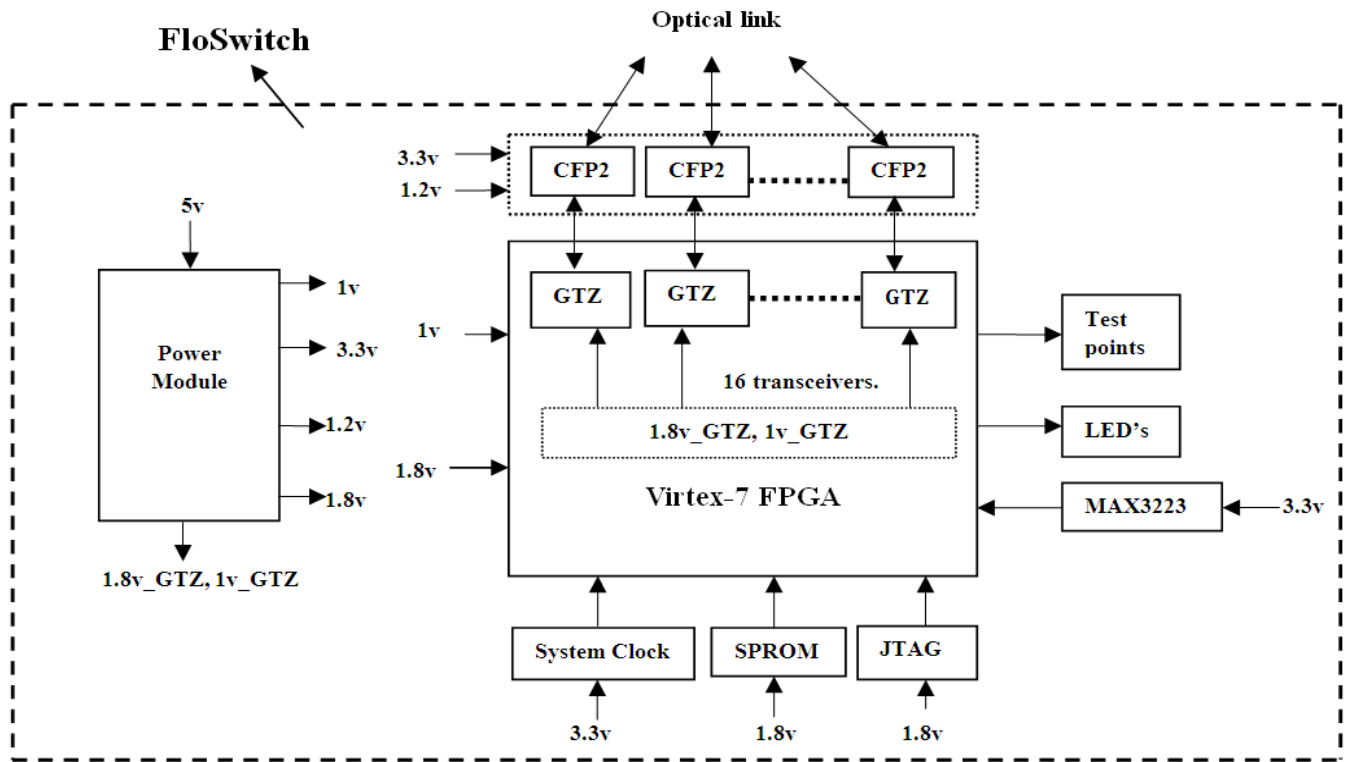 Optical link
FloSwitch
3.3v
1.2v
CFP2
CFP2
CFP2
5v
Power
Module
1v
3.3v
1.2v
1.8v
1.8v_GTZ, 1v_GTZ
1v
1.8v
GTZ
GTZ
GTZ
16 transceivers.
1.8v_GTZ, 1v_GTZ
Virtex-7 FPGA
Test
points
LED's
MAX3223
3.3v
System Clock
SPROM
JTAG
3.3v
1.8v
1.8v